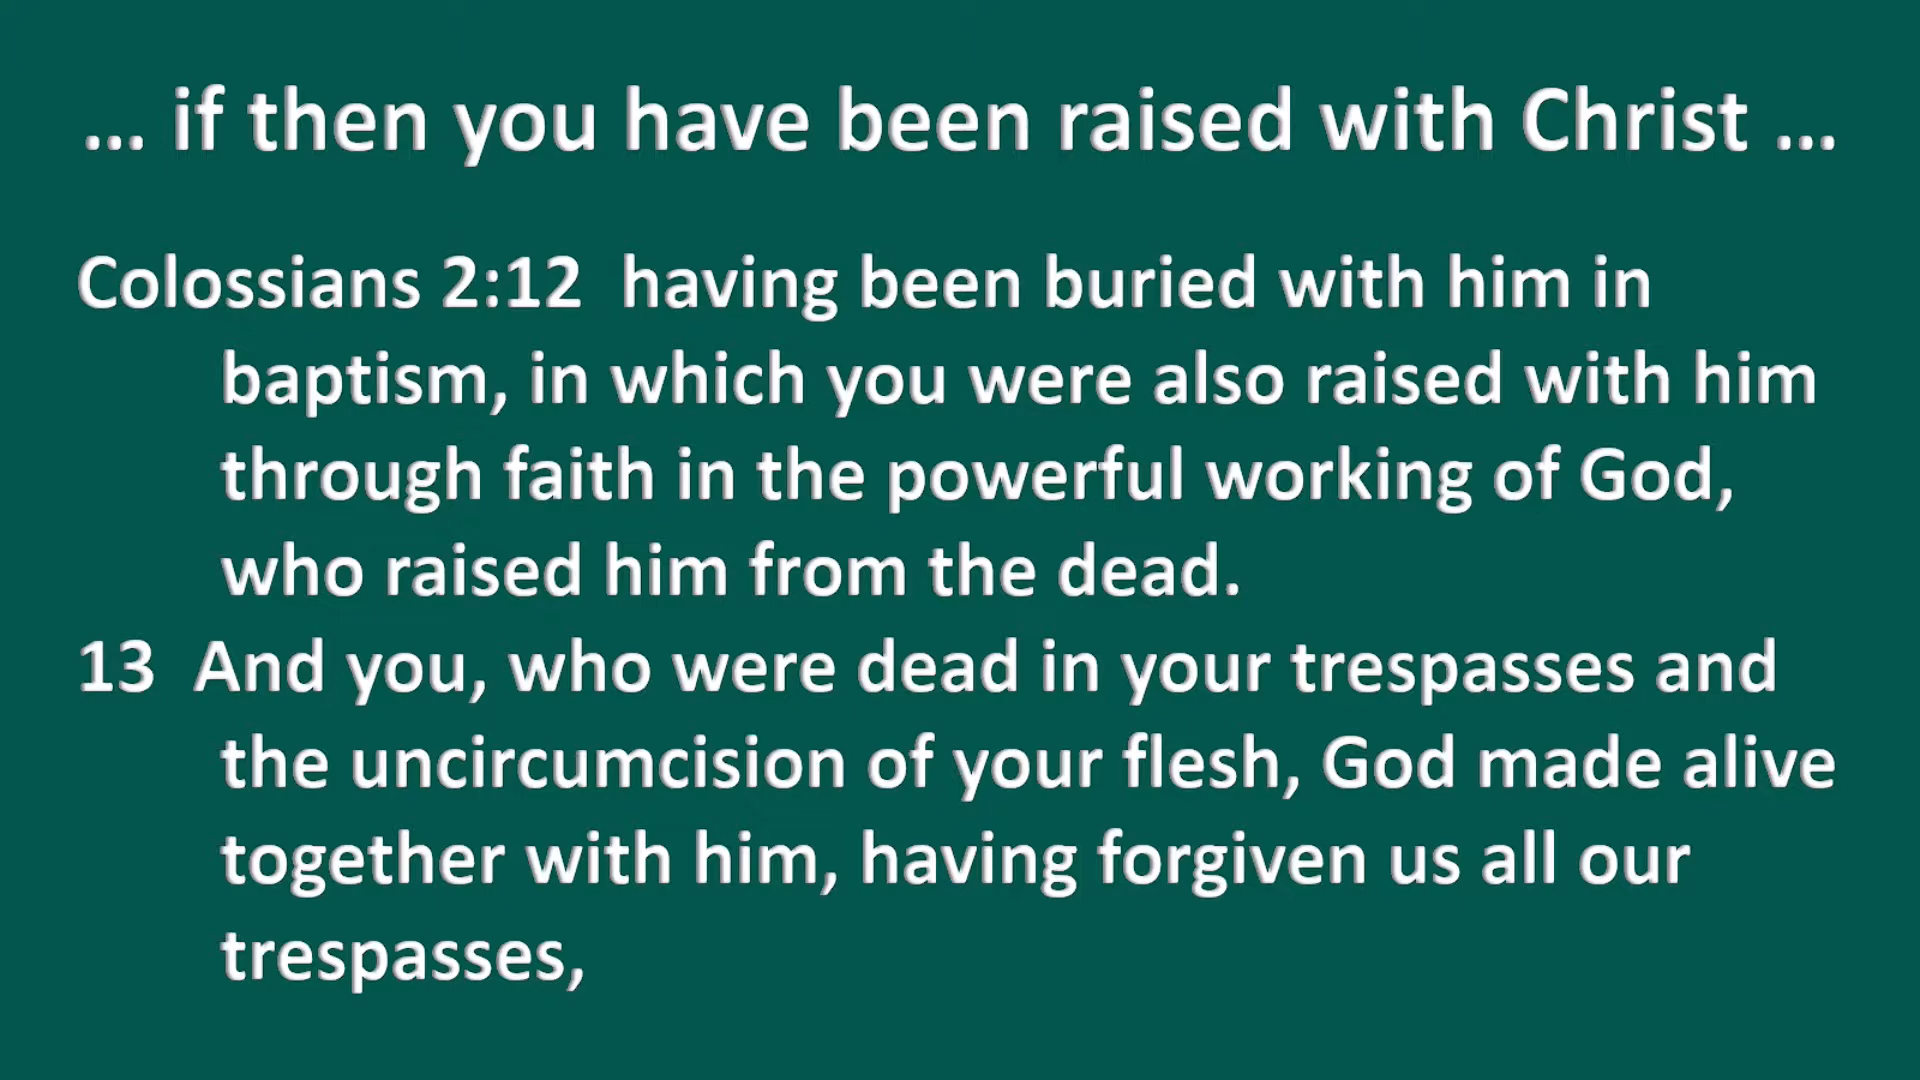 ... if then you have been raised with Christ ...
Colossians 2:12  having been buried with him in
baptism, in which you were also raised with him
through faith in the powerful working of God,
who raised him from the dead.
13  And you, who were dead in your trespasses and
the uncircumcision of your flesh, God made alive
together with him, having forgiven us all our
trespasses,